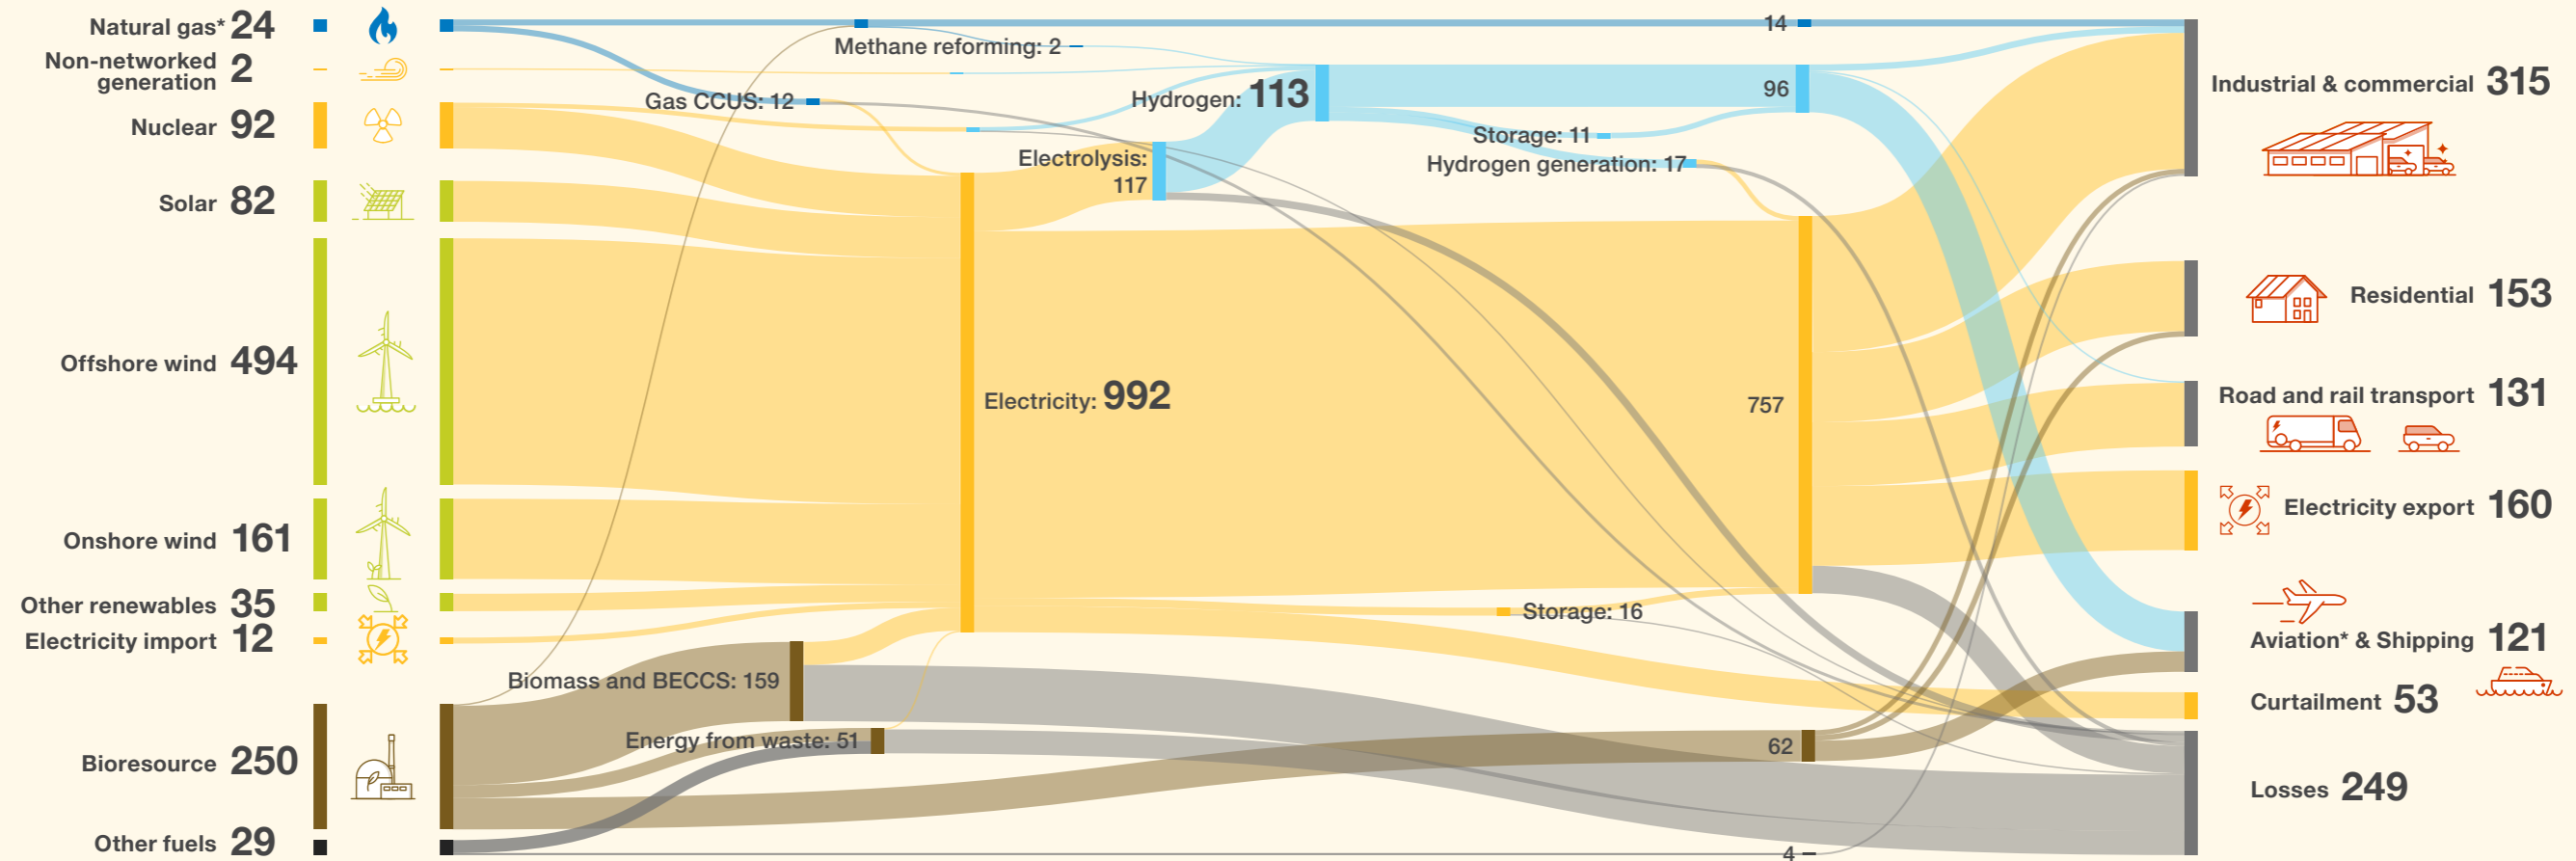 Natural gas* 24
Non-networked
generation 2
Nuclear 92
Solar 82
Offshore wind 494
Onshore wind 161
Other renewables 35
Electricity import 12
Bioresource 250
Other fuels 29
Methane reforming: 2
Gas CCUS: 12
Hydrogen: 113
Electrolysis:
117
Electricity: 992
Biomass and BECCS: 159
Energy from waste: 51
Storage: 11
Hydrogen generation: 17
Storage: 16
14
96
757
62
4
Industrial & commercial 315
Residential 153
Road and rail transport 131
Electricity export 160
Aviation* & Shipping 121
Curtailment 53
Losses 249